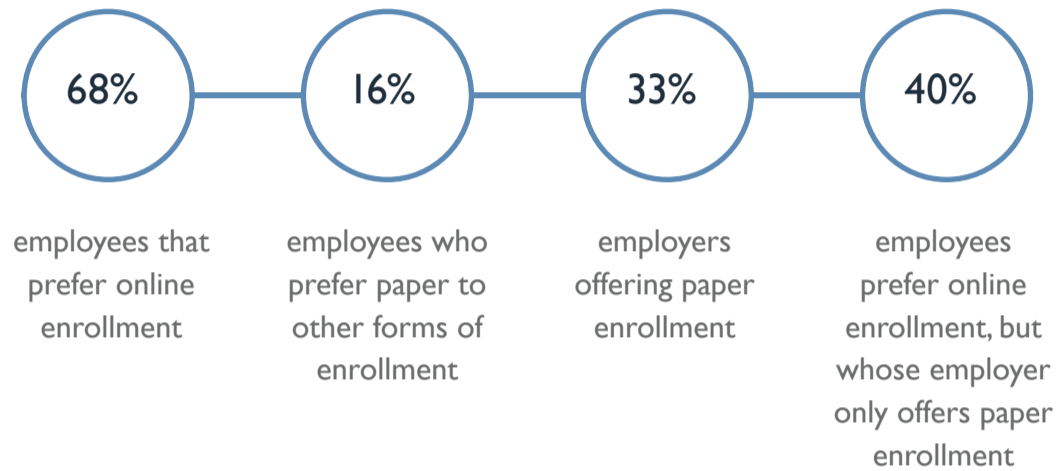 68%
16%
33%
40%
employees that
prefer online
enrollment
employees who
prefer paper to
other forms of
enrollment
employers
offering paper
enrollment
employees
prefer online
enrollment, but
whose employer
only offers paper
enrollment